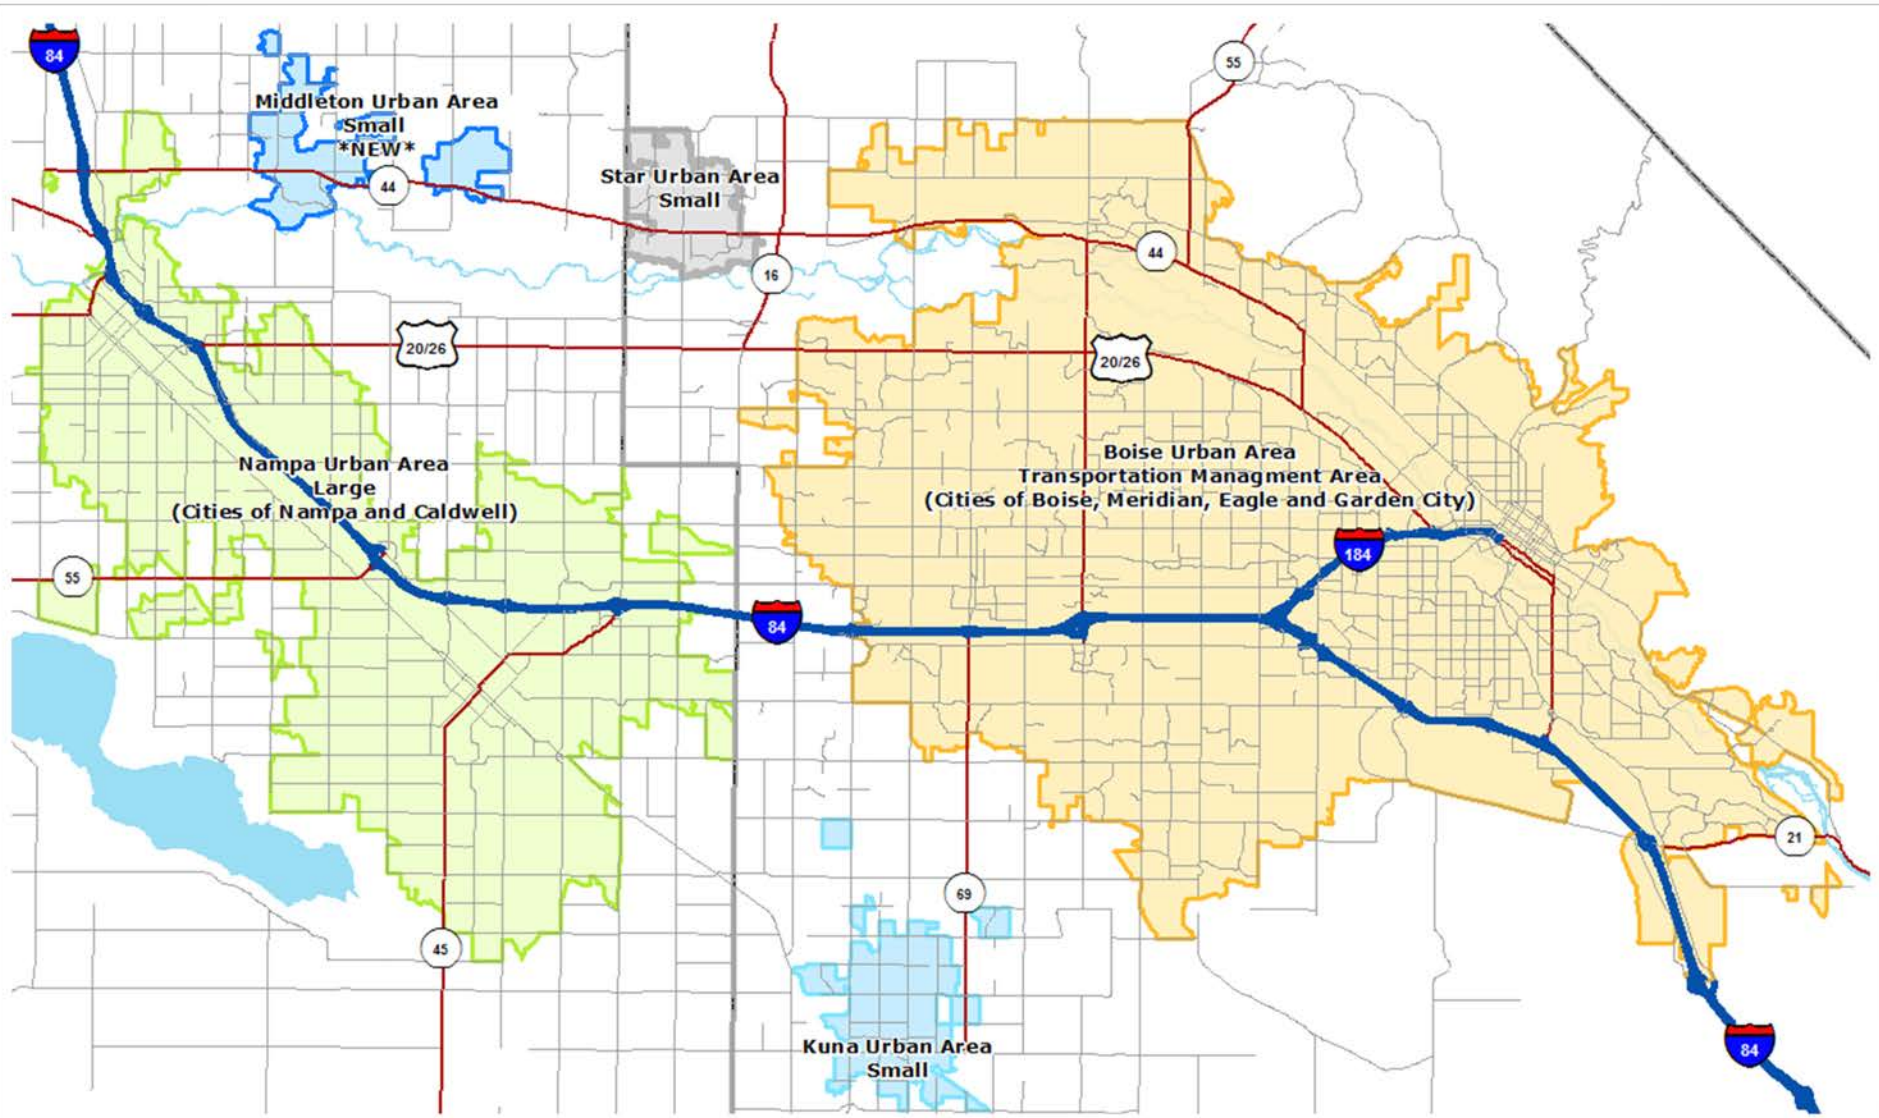 84
55
Middleton Urban Area
Small
*NEW*
44
Star Urban Area
Small
44
16
20/26
20/26
Boise Urban Area
Transportation Managment Area
(Cities of Boise, Meridian, Eagle and Garden City)
Nampa Urban Area
Large
(Cities of Nampa and Caldwell)
184
55
84
21
69
45
Kuna Urban Area
Small
84